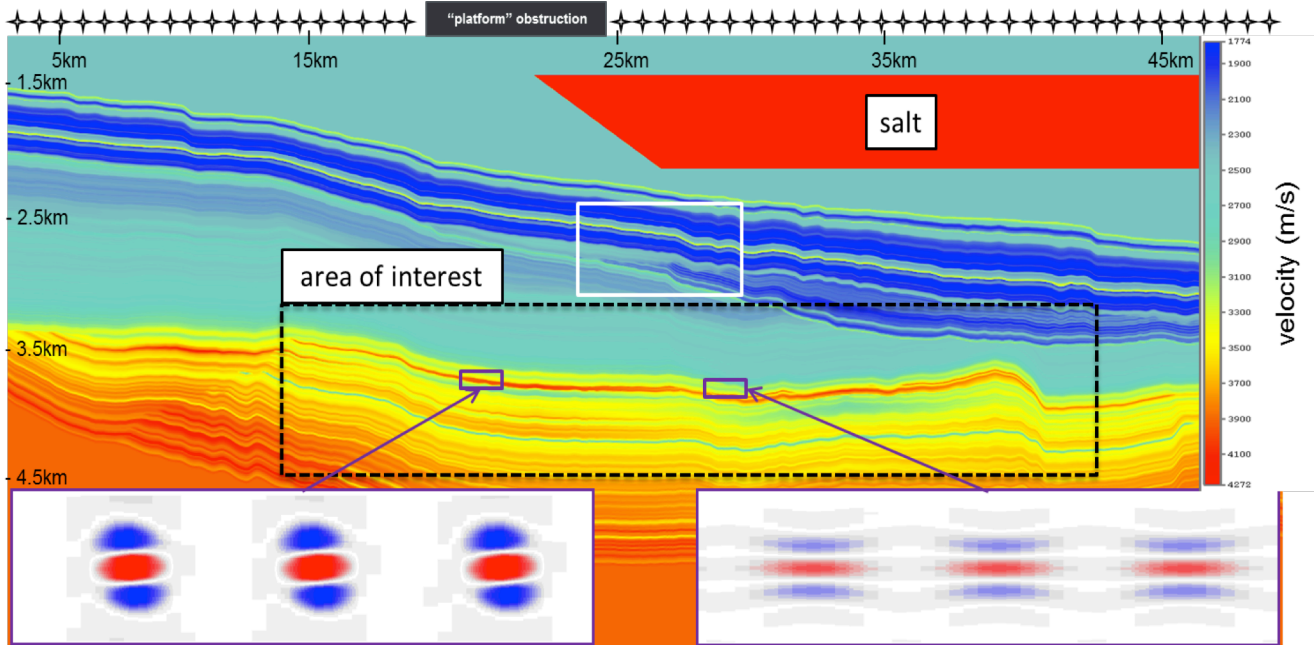 “platform” obstruction
5km 15km 25km 35km 45km
1.5km
salt
2.5km
area of interest
3.5km
4.5km
1774
1900
2100
2300
2500
2700
2900
3100
3300
3500
3700
3900
4100
4272
velocity (m/s)